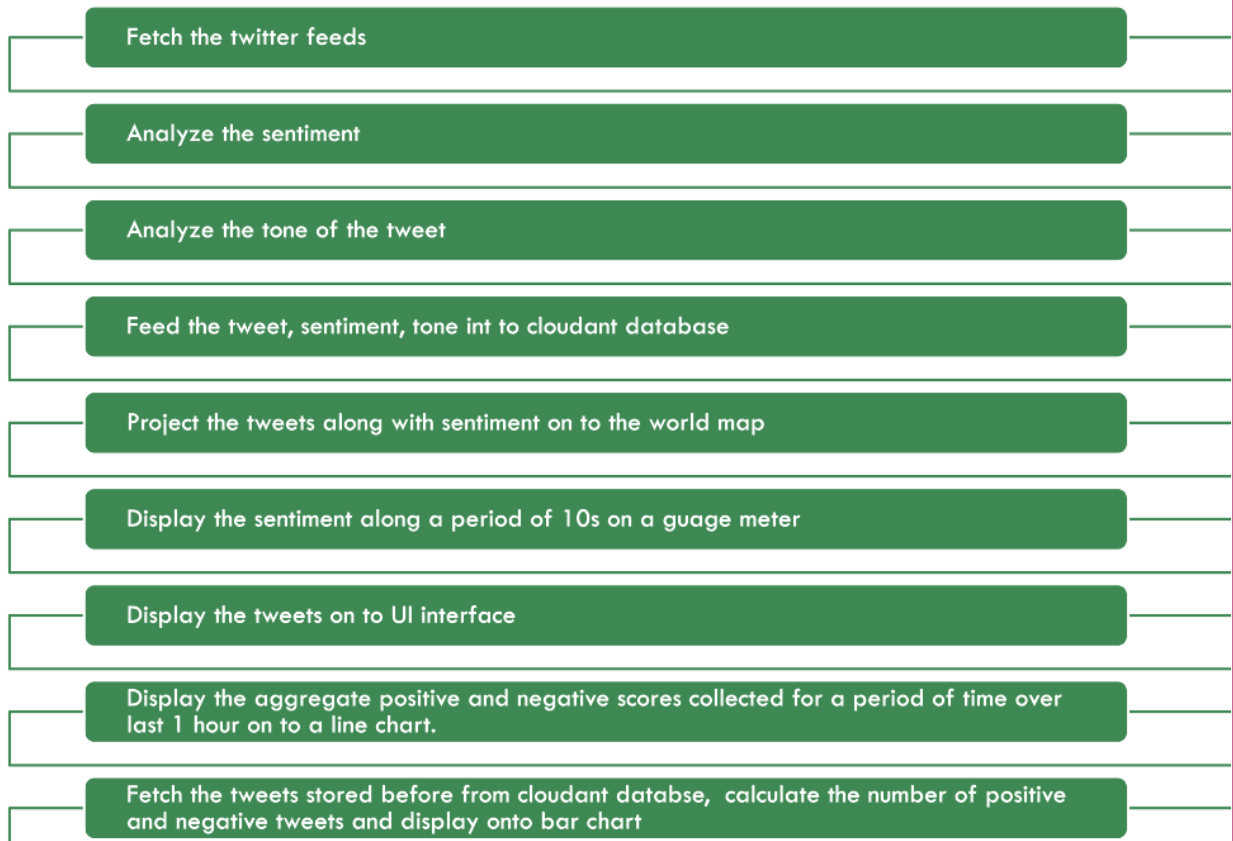 Fetch the twitter feeds
Analyze the sentiment
Analyze the tone of the tweet
Feed the tweet, sentiment, tone int to cloudant database
Project the tweets along with sentiment on to the world map
Display the sentiment along a period of 10s on a guage meter
Display the tweets on to UI interface
Display the aggregate positive and negative scores collected for a period of time over
last 1 hour on to a line chart.
Fetch the tweets stored before from cloudant databse, calculate the number of positive
and negative tweets and display onto bar chart